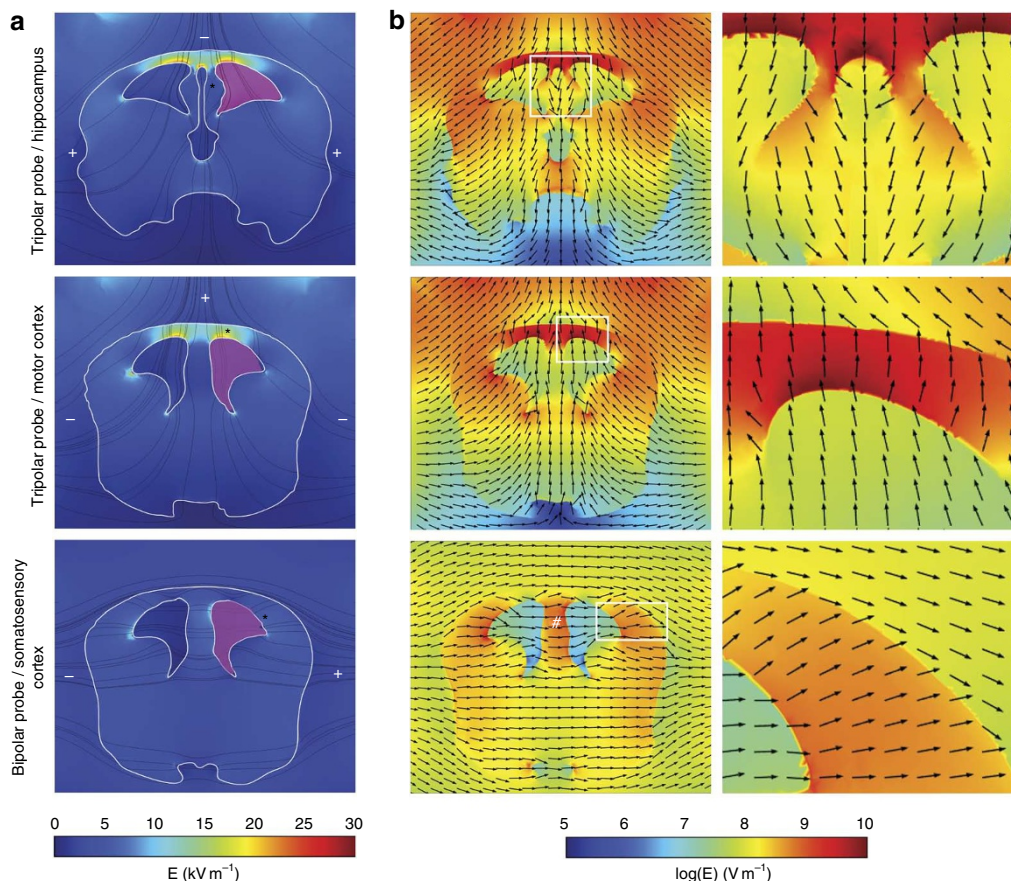 a
b
Tripolar probe / hippocampus
−
*
+
+
Tripolar probe / motor cortex
+
*
−
−
Bipolar probe / somatosensory
cortex
*
−
+
#
0 5 10 15 20 25 30
E (kV m⁻¹)
5 6 7 8 9 10
log(E) (V m⁻¹)